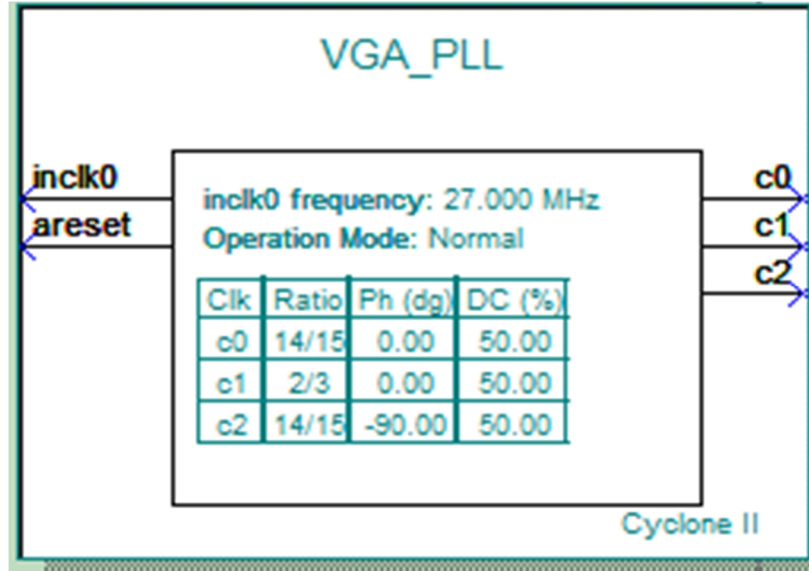 VGA_PLL
inclk0
areset
inclk0 frequency: 27.000 MHz
Operation Mode: Normal
Clk Ratio Ph (dg) DC (%)
c0 14/15 0.00 50.00
c1 2/3 0.00 50.00
c2 14/15 -90.00 50.00
c0
c1
c2
Cyclone II